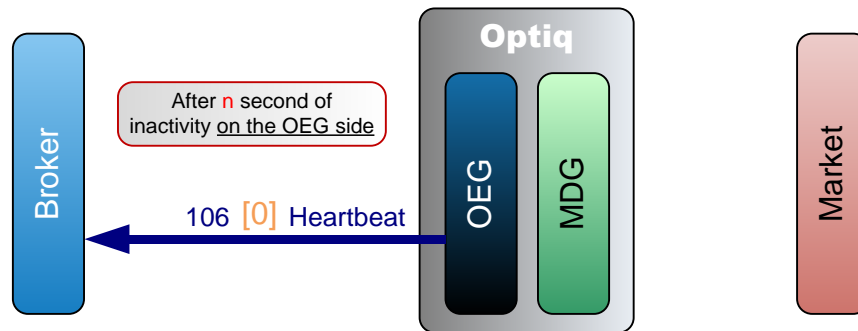 Optiq
After n second of
inactivity on the OEG side
Broker
106 [0] Heartbeat
OEG
MDG
Market